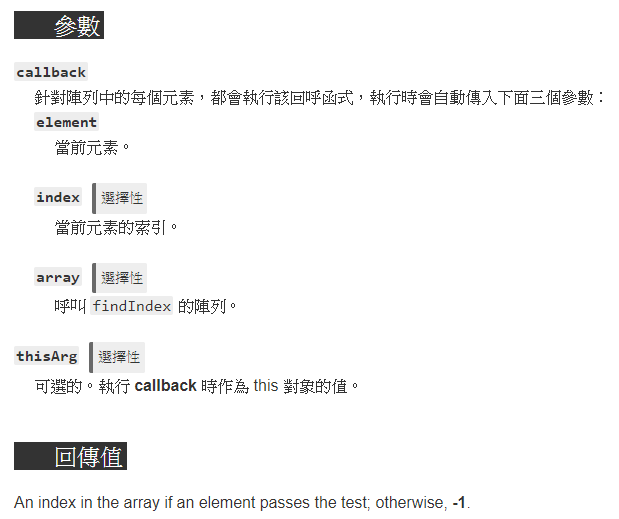 參數
callback
針對陣列中的每個元素，都會執行該回呼函式，執行時會自動傳入下面三個參數：
element
當前元素。
index 選擇性
當前元素的索引。
array 選擇性
呼叫 findIndex 的陣列。
thisArg 選擇性
可選的。執行 callback 時作為 this 對象的值。
回傳值
An index in the array if an element passes the test; otherwise, -1.